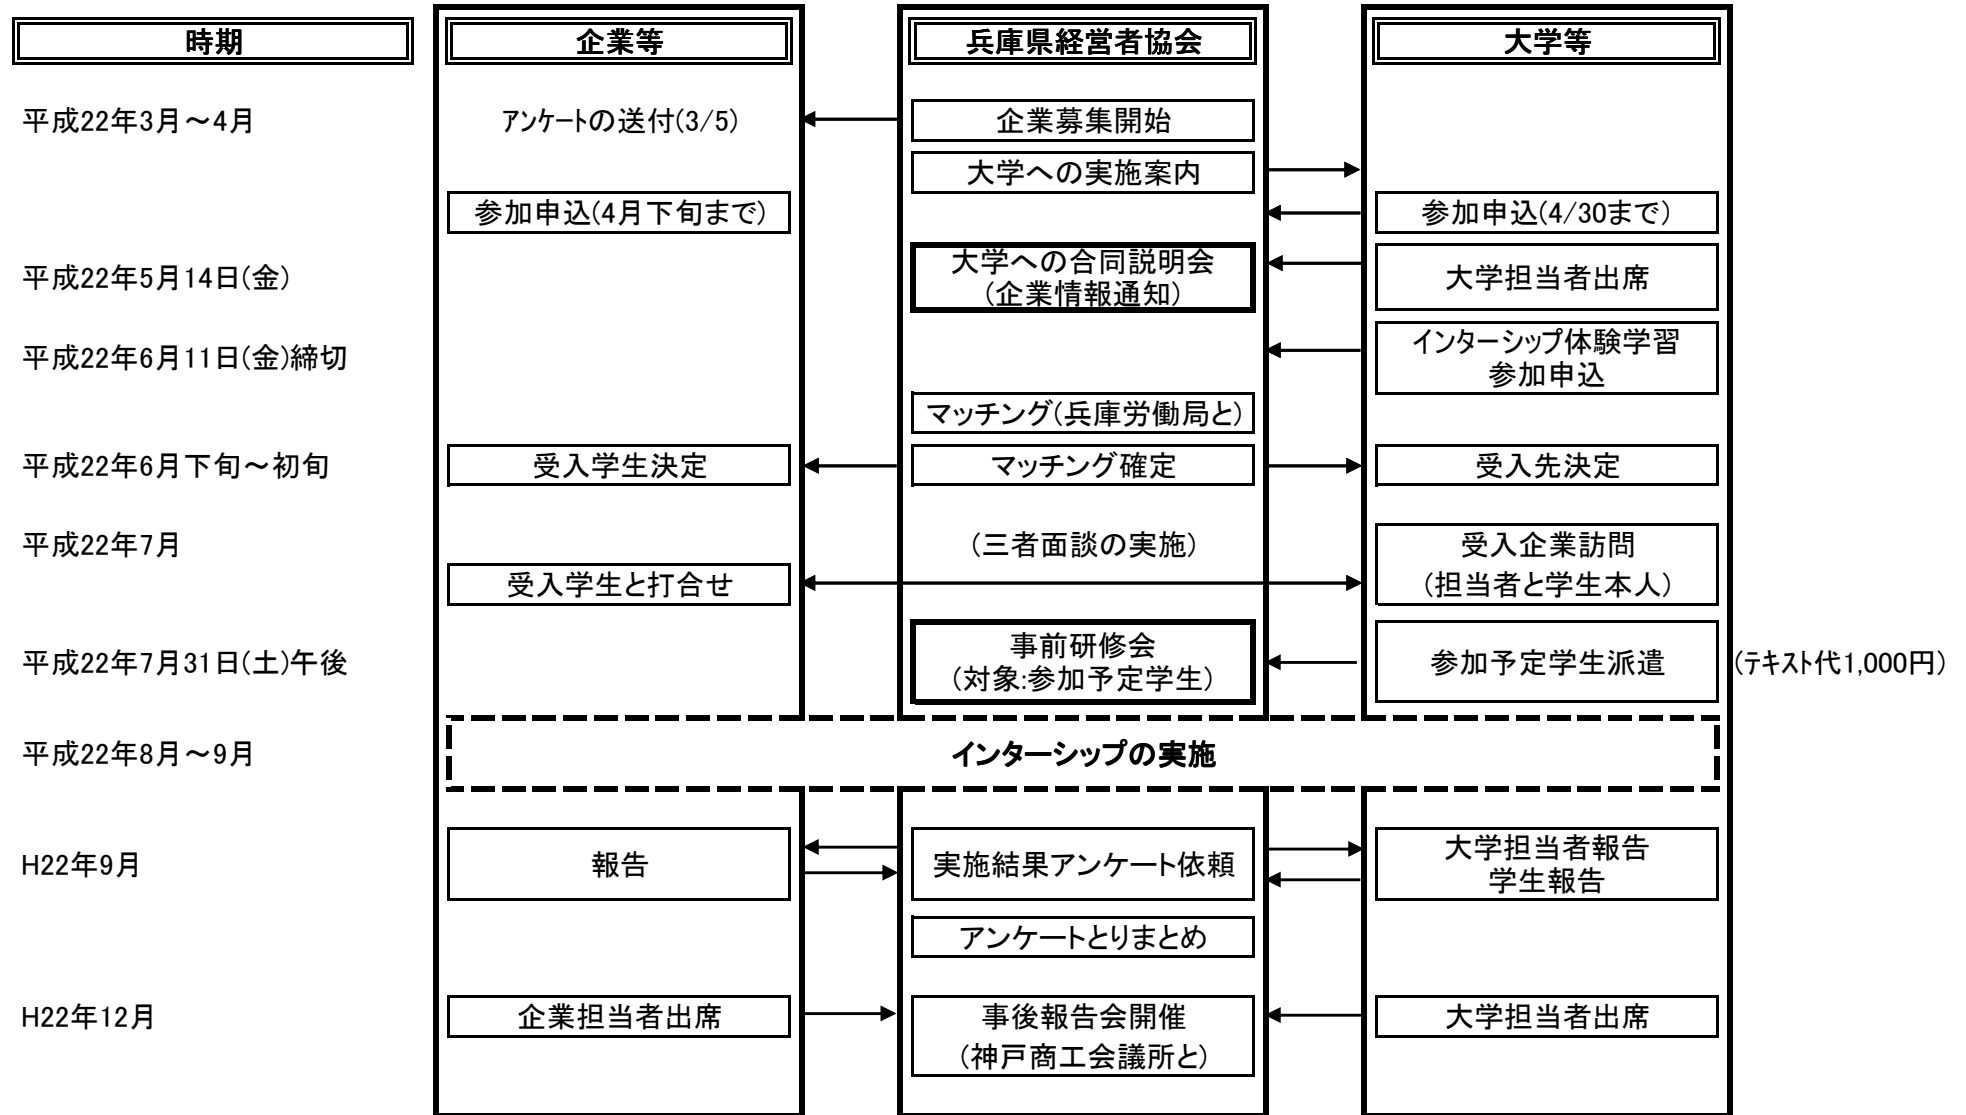 時期 企業等 兵庫県経営者協会 大学等
平成22年3月～4月 アンケートの送付(3/5) 企業募集開始
大学への実施案内
参加申込(4月下旬まで) 参加申込(4/30まで)
平成22年5月14日(金) 大学への合同説明会
(企業情報通知) 大学担当者出席
平成22年6月11日(金)締切 インターシップ体験学習
参加申込
マッチング(兵庫労働局と)
平成22年6月下旬～初旬 受入学生決定 マッチング確定 受入先決定
平成22年7月 (三者面談の実施) 受入企業訪問
受入学生と打合せ (担当者と学生本人)
平成22年7月31日(土)午後 事前研修会
(対象:参加予定学生) 参加予定学生派遣 (テキスト代1,000円)
平成22年8月～9月 インターシップの実施
H22年9月 報告 実施結果アンケート依頼 大学担当者報告
学生報告
アンケートとりまとめ
H22年12月 企業担当者出席 事後報告会開催 大学担当者出席
(神戸商工会議所と)